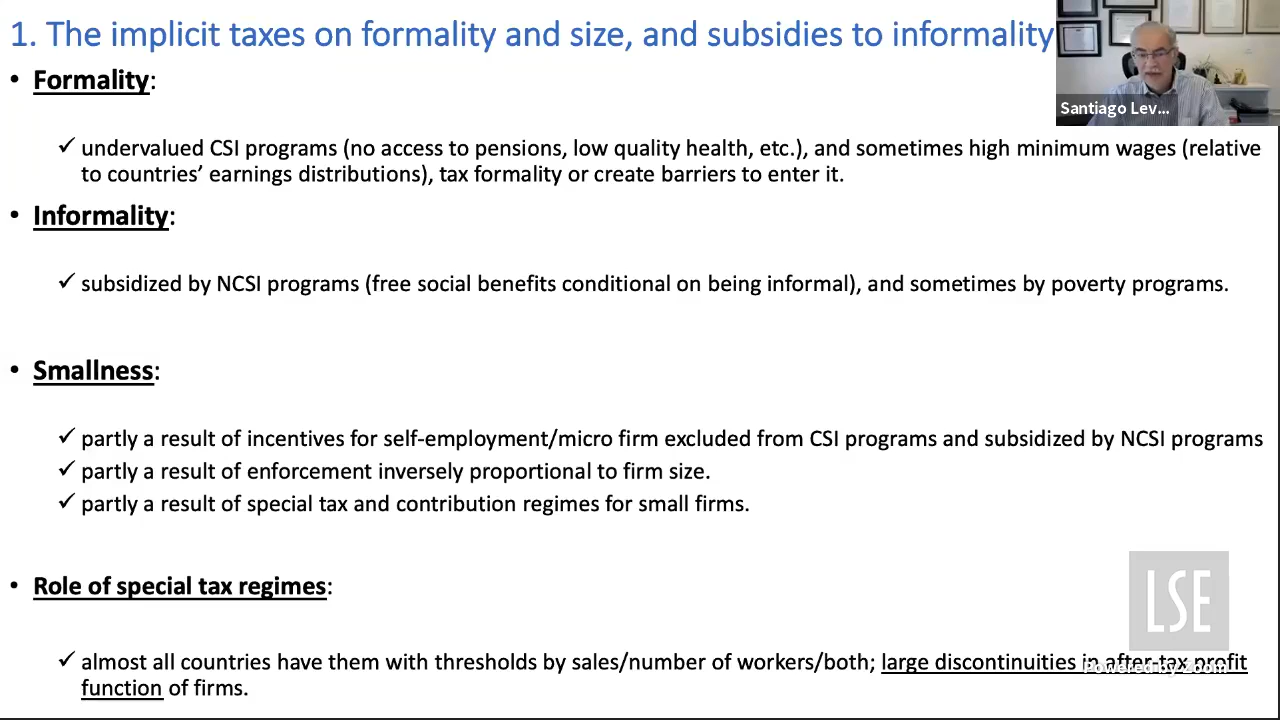 1. The implicit taxes on formality and size, and subsidies to informality
Santiago Lev...
• Formality:
✓ undervalued CSI programs (no access to pensions, low quality health, etc.), and sometimes high minimum wages (relative
to countries' earnings distributions), tax formality or create barriers to enter it.
• Informality:
✓ subsidized by NCSI programs (free social benefits conditional on being informal), and sometimes by poverty programs.
• Smallness:
✓ partly a result of incentives for self-employment/micro firm excluded from CSI programs and subsidized by NCSI programs
✓ partly a result of enforcement inversely proportional to firm size.
✓ partly a result of special tax and contribution regimes for small firms.
• Role of special tax regimes:
LSE
✓ almost all countries have them with thresholds by sales/number of workers/both; large discontinuities in after-tax profit
function of firms.
Powered by Zoom